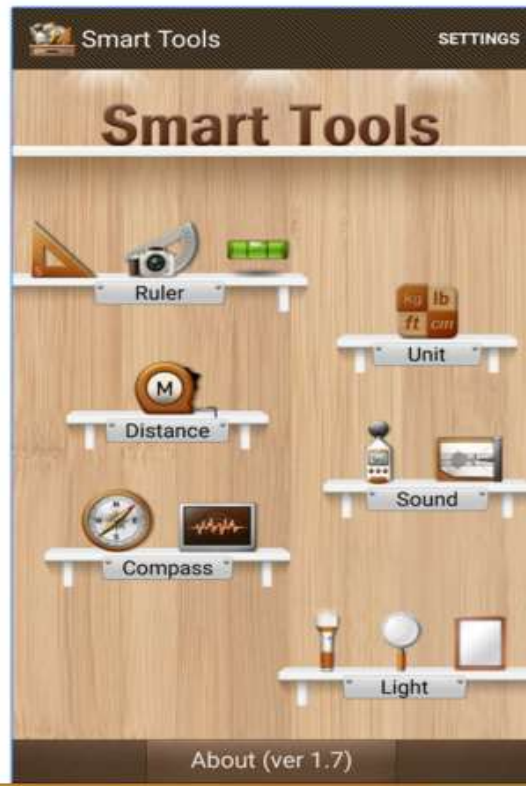 Smart Tools
SETTINGS
Smart Tools
Ruler
kg lb
ft cm
Unit
M
Distance
Sound
Compass
Light
About (ver 1.7)